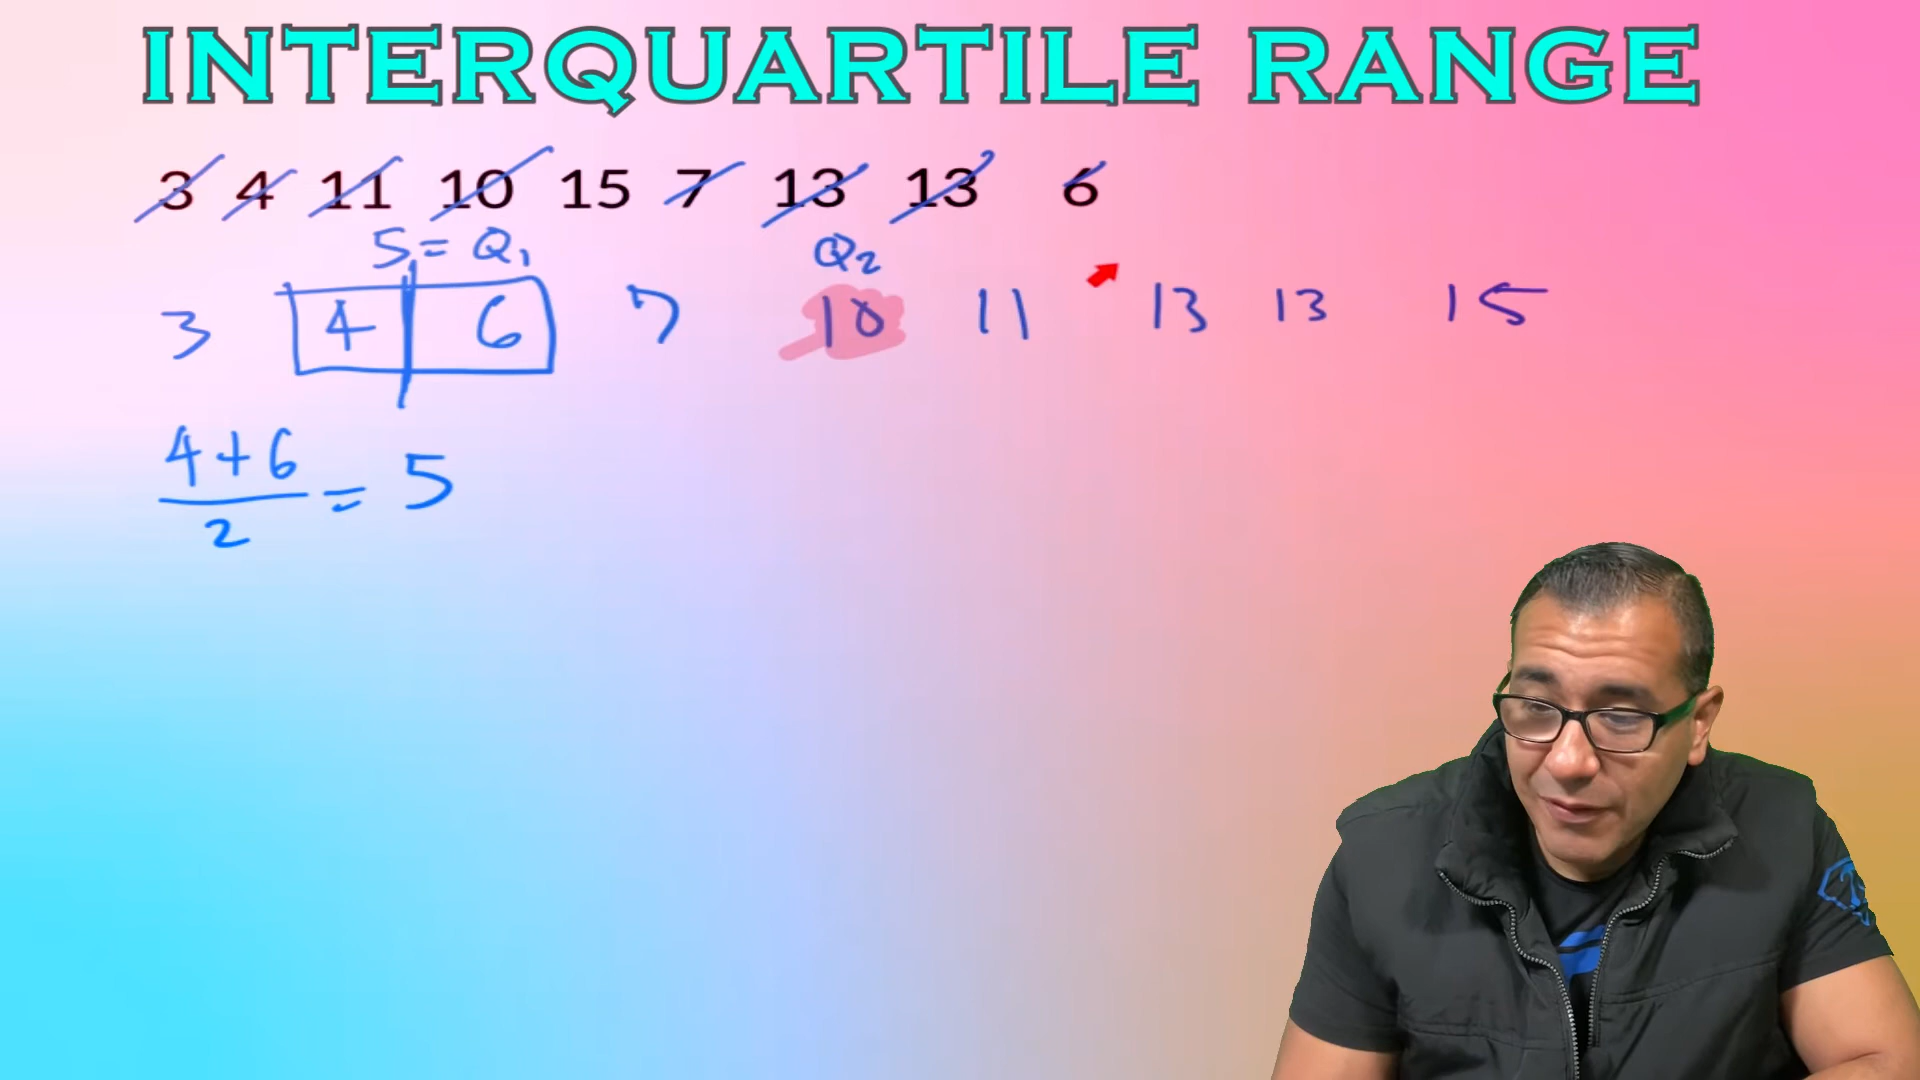 INTERQUARTILE RANGE
3 4 11 10 15 7 13 13 6
5 = Q1 Q2
3 4 6 7 10 11 13 13 15
4+6
2
= 5